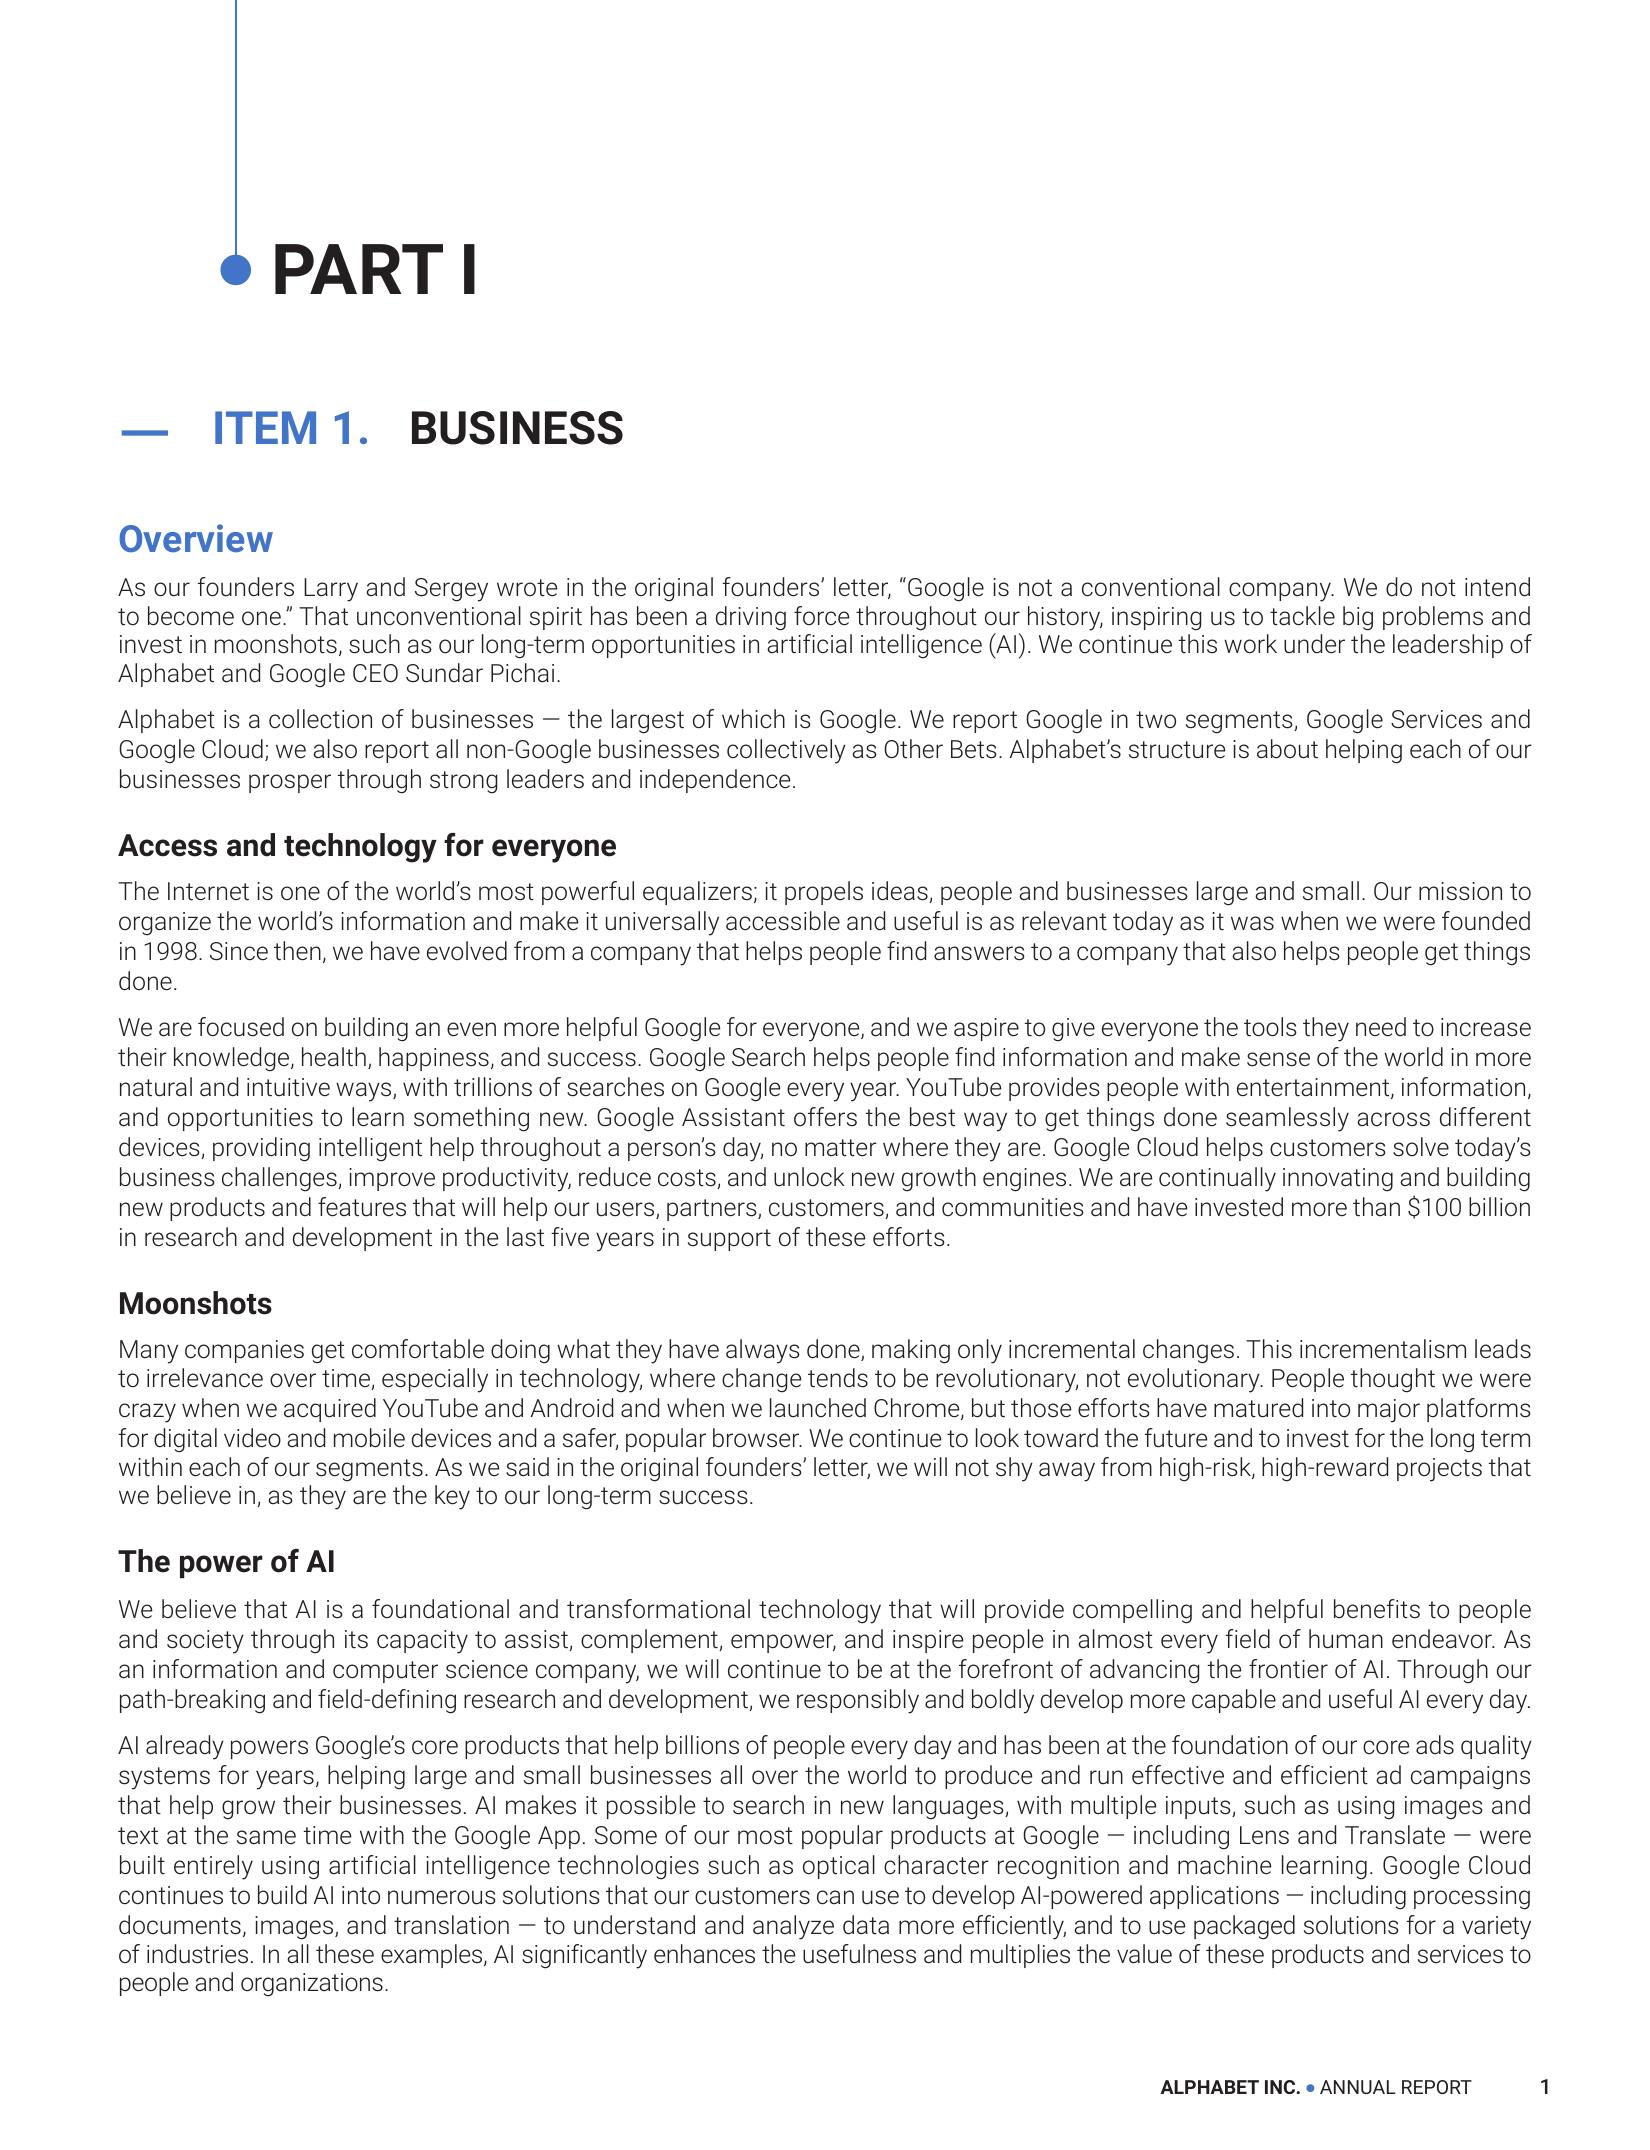 PART I
— ITEM 1. BUSINESS
Overview
As our founders Larry and Sergey wrote in the original founders’ letter, “Google is not a conventional company. We do not intend
to become one.” That unconventional spirit has been a driving force throughout our history, inspiring us to tackle big problems and
invest in moonshots, such as our long-term opportunities in artificial intelligence (AI). We continue this work under the leadership of
Alphabet and Google CEO Sundar Pichai.
Alphabet is a collection of businesses — the largest of which is Google. We report Google in two segments, Google Services and
Google Cloud; we also report all non-Google businesses collectively as Other Bets. Alphabet’s structure is about helping each of our
businesses prosper through strong leaders and independence.
Access and technology for everyone
The Internet is one of the world’s most powerful equalizers; it propels ideas, people and businesses large and small. Our mission to
organize the world’s information and make it universally accessible and useful is as relevant today as it was when we were founded
in 1998. Since then, we have evolved from a company that helps people find answers to a company that also helps people get things
done.
We are focused on building an even more helpful Google for everyone, and we aspire to give everyone the tools they need to increase
their knowledge, health, happiness, and success. Google Search helps people find information and make sense of the world in more
natural and intuitive ways, with trillions of searches on Google every year. YouTube provides people with entertainment, information,
and opportunities to learn something new. Google Assistant offers the best way to get things done seamlessly across different
devices, providing intelligent help throughout a person’s day, no matter where they are. Google Cloud helps customers solve today’s
business challenges, improve productivity, reduce costs, and unlock new growth engines. We are continually innovating and building
new products and features that will help our users, partners, customers, and communities and have invested more than $100 billion
in research and development in the last five years in support of these efforts.
Moonshots
Many companies get comfortable doing what they have always done, making only incremental changes. This incrementalism leads
to irrelevance over time, especially in technology, where change tends to be revolutionary, not evolutionary. People thought we were
crazy when we acquired YouTube and Android and when we launched Chrome, but those efforts have matured into major platforms
for digital video and mobile devices and a safer, popular browser. We continue to look toward the future and to invest for the long term
within each of our segments. As we said in the original founders’ letter, we will not shy away from high-risk, high-reward projects that
we believe in, as they are the key to our long-term success.
The power of AI
We believe that AI is a foundational and transformational technology that will provide compelling and helpful benefits to people
and society through its capacity to assist, complement, empower, and inspire people in almost every field of human endeavor. As
an information and computer science company, we will continue to be at the forefront of advancing the frontier of AI. Through our
path-breaking and field-defining research and development, we responsibly and boldly develop more capable and useful AI every day.
AI already powers Google’s core products that help billions of people every day and has been at the foundation of our core ads quality
systems for years, helping large and small businesses all over the world to produce and run effective and efficient ad campaigns
that help grow their businesses. AI makes it possible to search in new languages, with multiple inputs, such as using images and
text at the same time with the Google App. Some of our most popular products at Google — including Lens and Translate — were
built entirely using artificial intelligence technologies such as optical character recognition and machine learning. Google Cloud
continues to build AI into numerous solutions that our customers can use to develop AI-powered applications — including processing
documents, images, and translation — to understand and analyze data more efficiently, and to use packaged solutions for a variety
of industries. In all these examples, AI significantly enhances the usefulness and multiplies the value of these products and services to
people and organizations.
ALPHABET INC. • ANNUAL REPORT 1